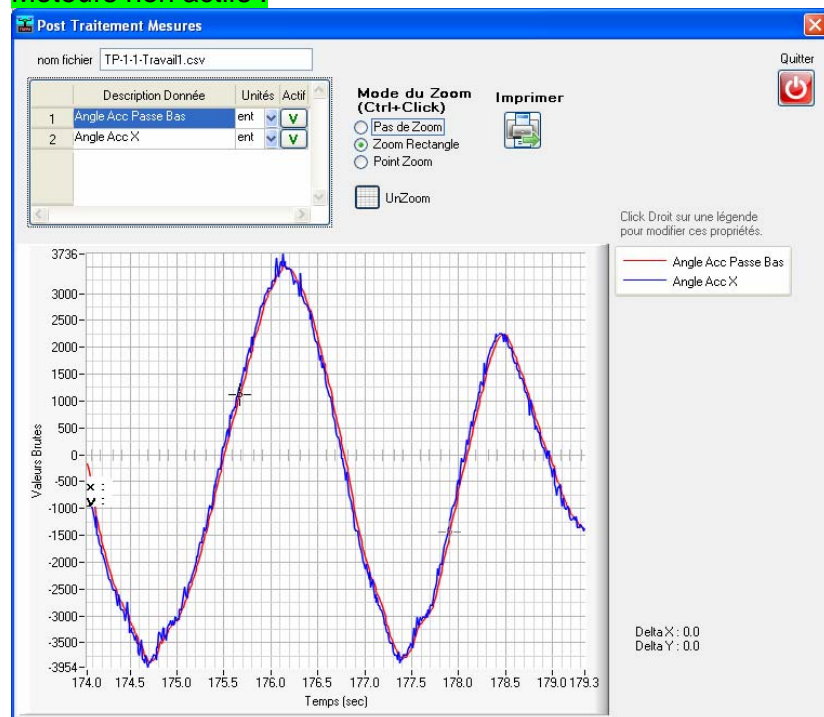 Moteurs non actifs :
Post Traitement Mesures
nom fichier TP-1-1-Travail1.csv
Quitter
Description Donnée Unités Actif
1 Angle Acc Passe Bas ent V
2 Angle Acc X ent V
Mode du Zoom
(Ctrl+Click)
Pas de Zoom
Zoom Rectangle
Point Zoom
UnZoom
Imprimer
Click Droit sur une légende
pour modifier ces propriétés.
Angle Acc Passe Bas
Angle Acc X
Valeurs Brutes
3736
3000
2500
2000
1500
1000
500
0
-500
-1000
-1500
-2000
-2500
-3000
-3500
-3954
x :
y :
174.0 174.5 175.0 175.5 176.0 176.5 177.0 177.5 178.0 178.5 179.0 179.3
Temps (sec)
Delta X : 0.0
Delta Y : 0.0